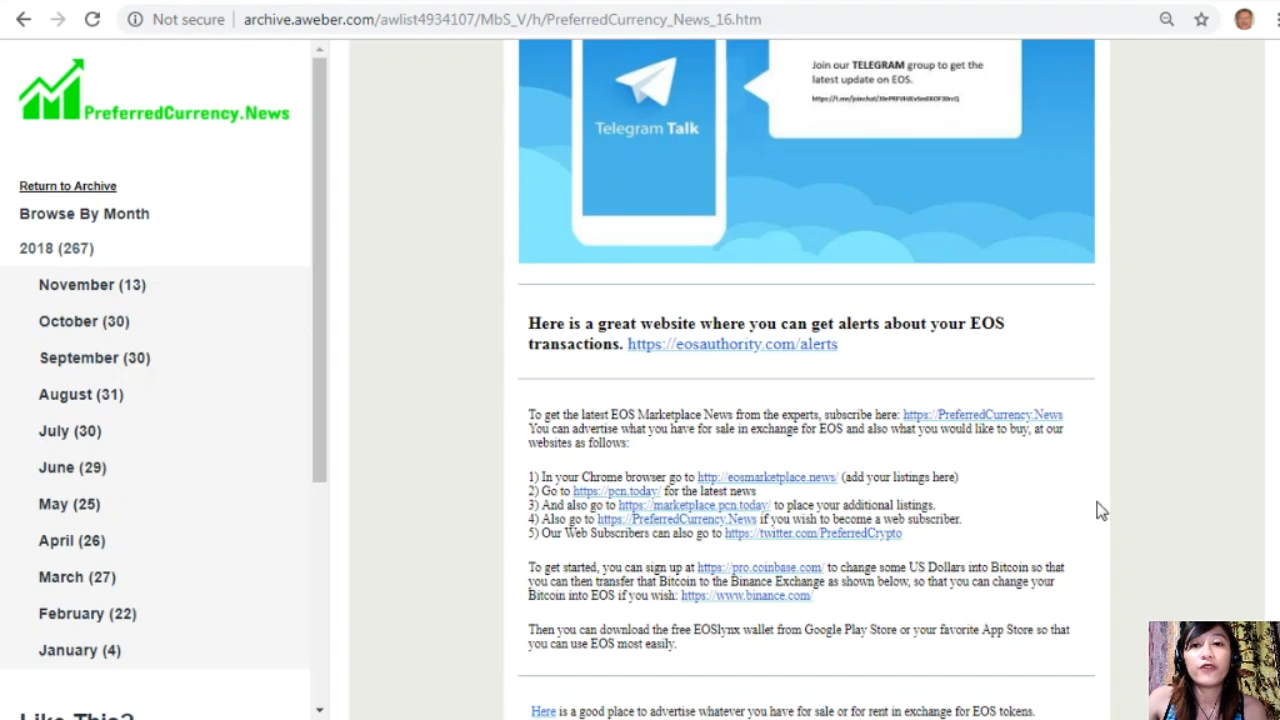 Not secure | archive.aweber.com/awlist4934107/MbS_V/h/PreferredCurrency_News_16.htm
PreferredCurrency.News
Return to Archive
Browse By Month
2018 (267)
November (13)
October (30)
September (30)
August (31)
July (30)
June (29)
May (25)
April (26)
March (27)
February (22)
January (4)
Like This?
Telegram Talk
Join our TELEGRAM group to get the
latest update on EOS.
Here is a great website where you can get alerts about your EOS
transactions. https://eosauthority.com/alerts
To get the latest EOS Marketplace News from the experts, subscribe here: https://PreferredCurrency.News
You can advertise what you have for sale in exchange for EOS and also what you would like to buy, at our
websites as follows:
1) In your Chrome browser go to http://eosmarketplace.news/ (add your listings here)
2) Go to https://pcn.today/ for the latest news
3) And also go to https://marketplace.pcn.today/ to place your additional listings.
4) Also go to https://PreferredCurrency.News if you wish to become a web subscriber.
5) Our Web Subscribers can also go to https://twitter.com/PreferredCrypto
To get started, you can sign up at https://pro.coinbase.com/ to change some US Dollars into Bitcoin so that
you can then transfer that Bitcoin to the Binance Exchange as shown below, so that you can change your
Bitcoin into EOS if you wish: https://www.binance.com/
Then you can download the free EOSlynx wallet from Google Play Store or your favorite App Store so that
you can use EOS most easily.
Here is a good place to advertise whatever you have for sale or for rent in exchange for EOS tokens.